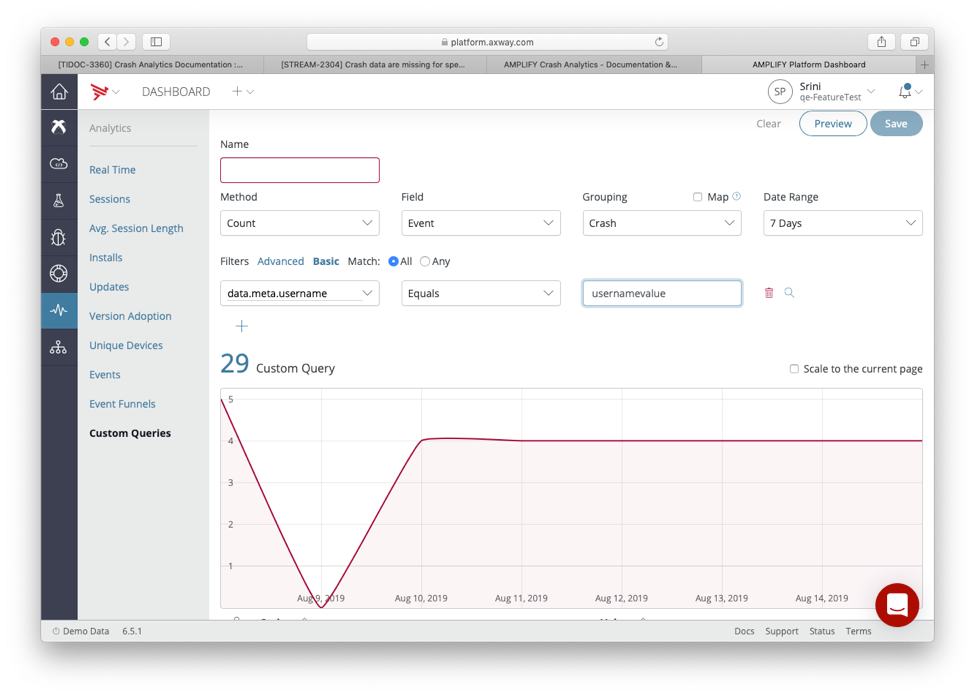 platform.axway.com
[TIDOC-3360] Crash Analytics Documentation :...
[STREAM-2304] Crash data are missing for spe...
AMPLIFY Crash Analytics - Documentation &...
AMPLIFY Platform Dashboard
DASHBOARD
SP
Srini
qe-FeatureTest
Analytics
Real Time
Sessions
Avg. Session Length
Installs
Updates
Version Adoption
Unique Devices
Events
Event Funnels
Custom Queries
Clear
Preview
Save
Name
Method
Field
Grouping
Map
Date Range
Count
Event
Crash
7 Days
Filters Advanced Basic Match: All Any
data.meta.username
Equals
usernamevalue
29 Custom Query
Scale to the current page
5
4
3
2
1
Aug 9, 2019
Aug 10, 2019
Aug 11, 2019
Aug 12, 2019
Aug 13, 2019
Aug 14, 2019
Demo Data
6.5.1
Docs
Support
Status
Terms